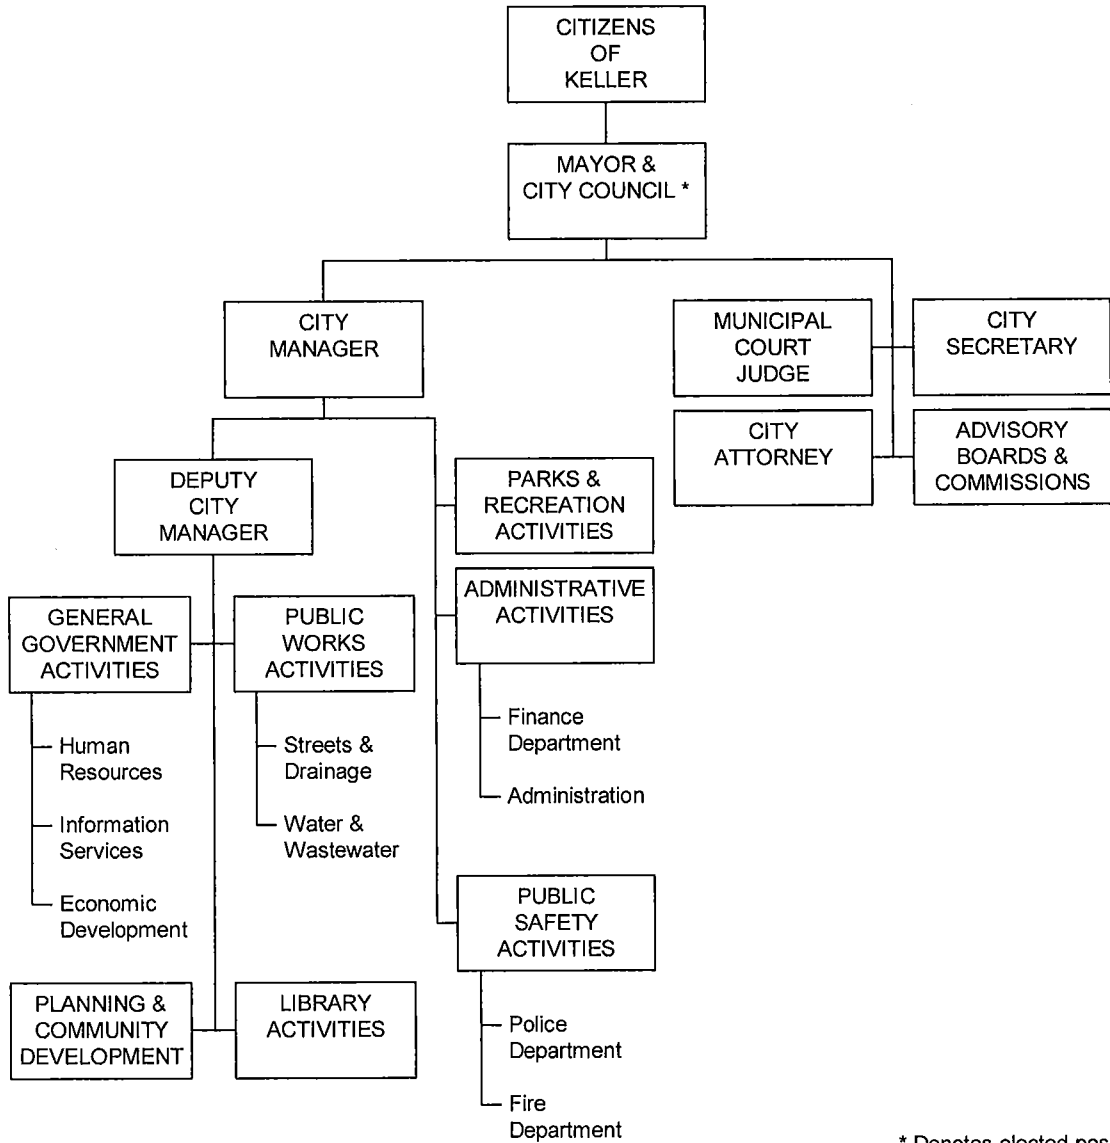 CITIZENS
OF
KELLER
MAYOR &
CITY COUNCIL *
CITY
MANAGER
MUNICIPAL
COURT
JUDGE
CITY
SECRETARY
CITY
ATTORNEY
ADVISORY
BOARDS &
COMMISSIONS
DEPUTY
CITY
MANAGER
PARKS &
RECREATION
ACTIVITIES
GENERAL
GOVERNMENT
ACTIVITIES
PUBLIC
WORKS
ACTIVITIES
ADMINISTRATIVE
ACTIVITIES
Human
Resources
Information
Services
Economic
Development
Streets &
Drainage
Water &
Wastewater
Finance
Department
Administration
PUBLIC
SAFETY
ACTIVITIES
PLANNING &
COMMUNITY
DEVELOPMENT
LIBRARY
ACTIVITIES
Police
Department
Fire
Department
* Denotes elected